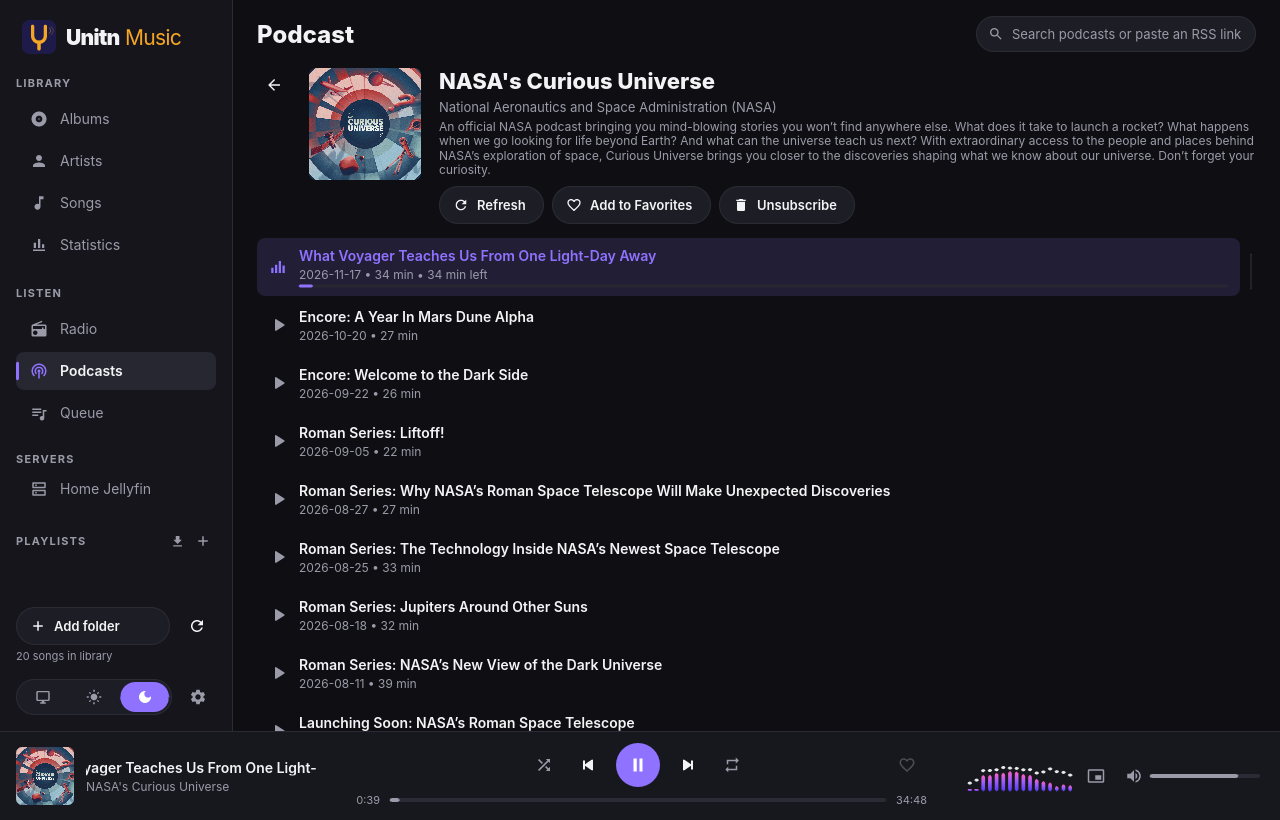 Unitn Music
LIBRARY
Albums
Artists
Songs
Statistics
LISTEN
Radio
Podcasts
Queue
SERVERS
Home Jellyfin
PLAYLISTS
Add folder
20 songs in library
Podcast
Search podcasts or paste an RSS link
CURIOUS
UNIVERSE
NASA's Curious Universe
National Aeronautics and Space Administration (NASA)
An official NASA podcast bringing you mind-blowing stories you won't find anywhere else. What does it take to launch a rocket? What happens
when we go looking for life beyond Earth? And what can the universe teach us next? With extraordinary access to the people and places behind
NASA's exploration of space, Curious Universe brings you closer to the discoveries shaping what we know about our universe. Don't forget your
curiosity.
Refresh
Add to Favorites
Unsubscribe
What Voyager Teaches Us From One Light-Day Away
2026-11-17 • 34 min • 34 min left
Encore: A Year In Mars Dune Alpha
2026-10-20 • 27 min
Encore: Welcome to the Dark Side
2026-09-22 • 26 min
Roman Series: Liftoff!
2026-09-05 • 22 min
Roman Series: Why NASA’s Roman Space Telescope Will Make Unexpected Discoveries
2026-08-27 • 27 min
Roman Series: The Technology Inside NASA’s Newest Space Telescope
2026-08-25 • 33 min
Roman Series: Jupiters Around Other Suns
2026-08-18 • 32 min
Roman Series: NASA’s New View of the Dark Universe
2026-08-11 • 39 min
Launching Soon: NASA’s Roman Space Telescope
CURIOUS
UNIVERSE
yager Teaches Us From One Light-
NASA's Curious Universe
0:39
34:48